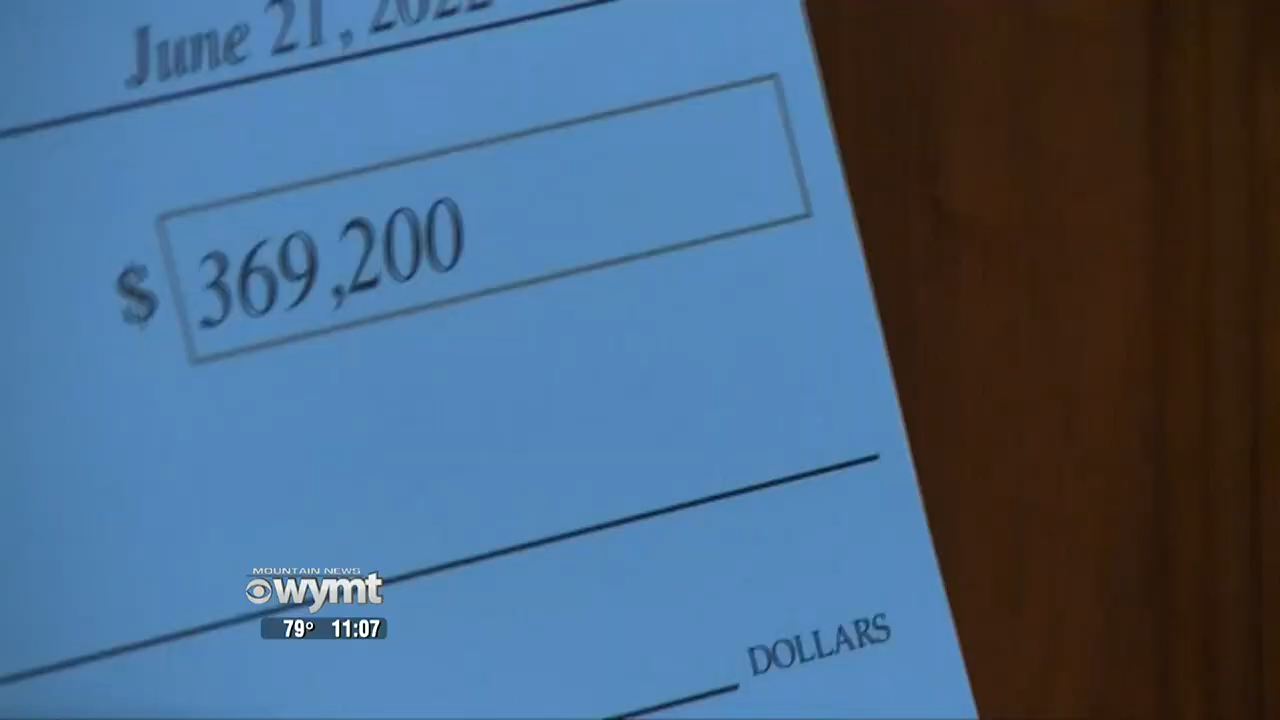 June 21, 2022
$ 369,200
MOUNTAIN NEWS
wymt
79° 11:07
DOLLARS